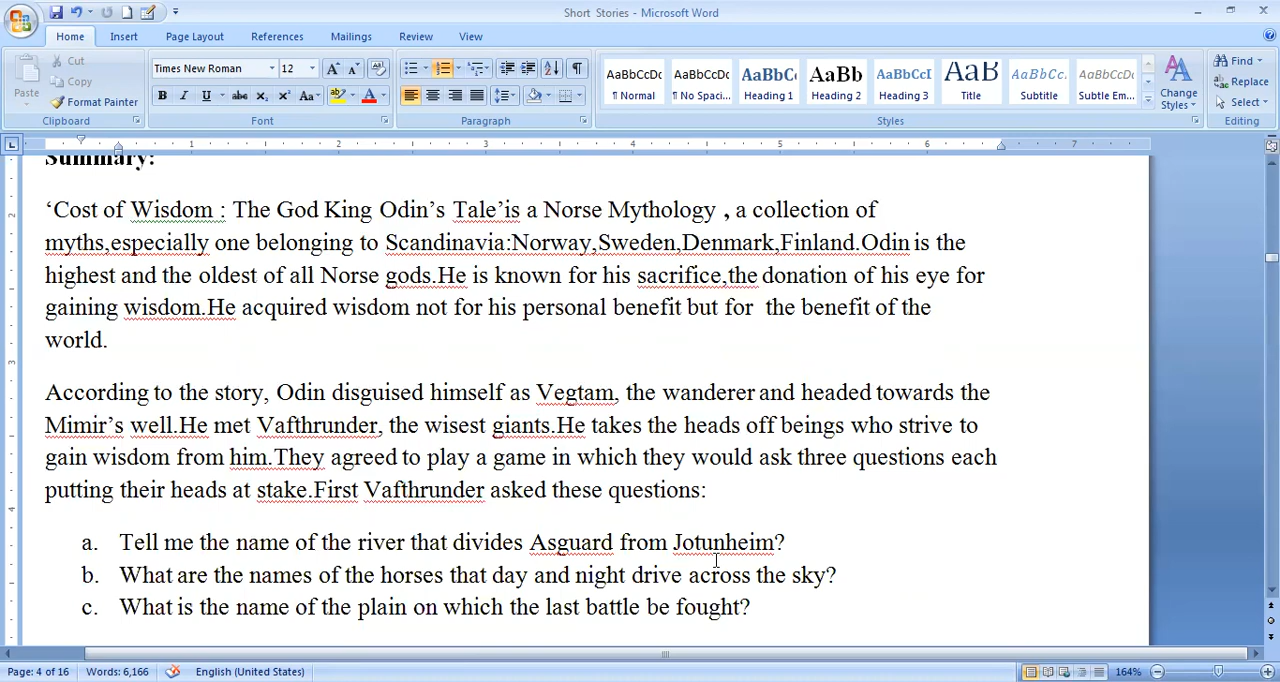 Short Stories - Microsoft Word
Home Insert Page Layout References Mailings Review View
Paste
Cut
Copy
Format Painter
Clipboard
Times New Roman 12
Font
Paragraph
AaBbCcDc AaBbCcDc AaBbC AaBb AaBbCcI AaB AaBbCc. AaBbCcDc
¶ Normal ¶ No Spaci... Heading 1 Heading 2 Heading 3 Title Subtitle Subtle Em...
Change Styles
Styles
Find
Replace
Select
Editing
1 2 3 4 5 6 7
Summary:
‘Cost of Wisdom : The God King Odin’s Tale’is a Norse Mythology , a collection of
myths,especially one belonging to Scandinavia:Norway,Sweden,Denmark,Finland.Odin is the
highest and the oldest of all Norse gods.He is known for his sacrifice,the donation of his eye for
gaining wisdom.He acquired wisdom not for his personal benefit but for the benefit of the
world.
According to the story, Odin disguised himself as Vegtam, the wanderer and headed towards the
Mimir’s well.He met Vafthrunder, the wisest giants.He takes the heads off beings who strive to
gain wisdom from him.They agreed to play a game in which they would ask three questions each
putting their heads at stake.First Vafthrunder asked these questions:
a. Tell me the name of the river that divides Asguard from Jotunheim?
b. What are the names of the horses that day and night drive across the sky?
c. What is the name of the plain on which the last battle be fought?
Page: 4 of 16 Words: 6,166 English (United States) 164%